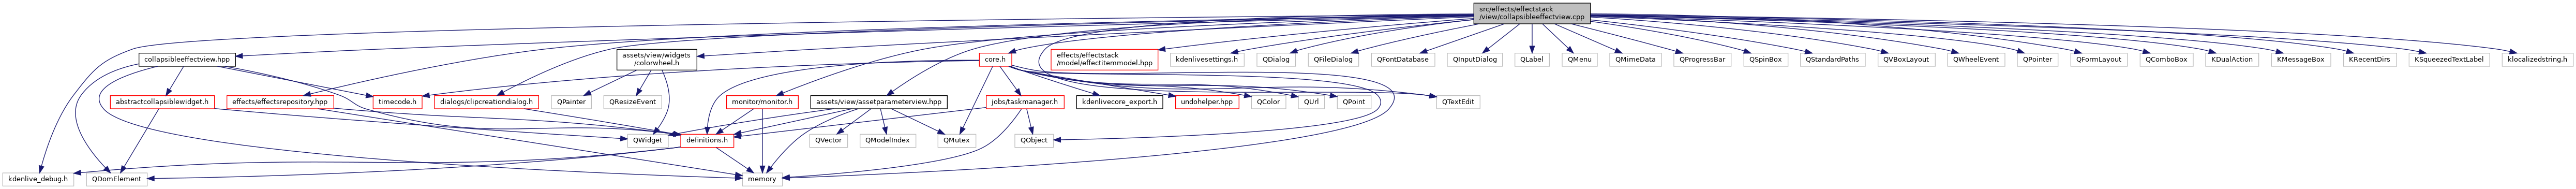 src/effects/effectstack
/view/collapsibleeffectview.cpp
collapsibleeffectview.hpp
assets/view/widgets
/colorwheel.h
core.h
effects/effectstack
/model/effectitemmodel.hpp
kdenlivesettings.h
QDialog
QFileDialog
QFontDatabase
QInputDialog
QLabel
QMenu
QMimeData
QProgressBar
QSpinBox
QStandardPaths
QVBoxLayout
QWheelEvent
QPointer
QFormLayout
QComboBox
KDualAction
KMessageBox
KRecentDirs
KSqueezedTextLabel
klocalizedstring.h
abstractcollapsiblewidget.h
effects/effectsrepository.hpp
timecode.h
dialogs/clipcreationdialog.h
QPainter
QResizeEvent
monitor/monitor.h
assets/view/assetparameterview.hpp
jobs/taskmanager.h
kdenlivecore_export.h
undohelper.hpp
QColor
QUrl
QPoint
QTextEdit
QWidget
definitions.h
QVector
QModelIndex
QMutex
QObject
kdenlive_debug.h
QDomElement
memory